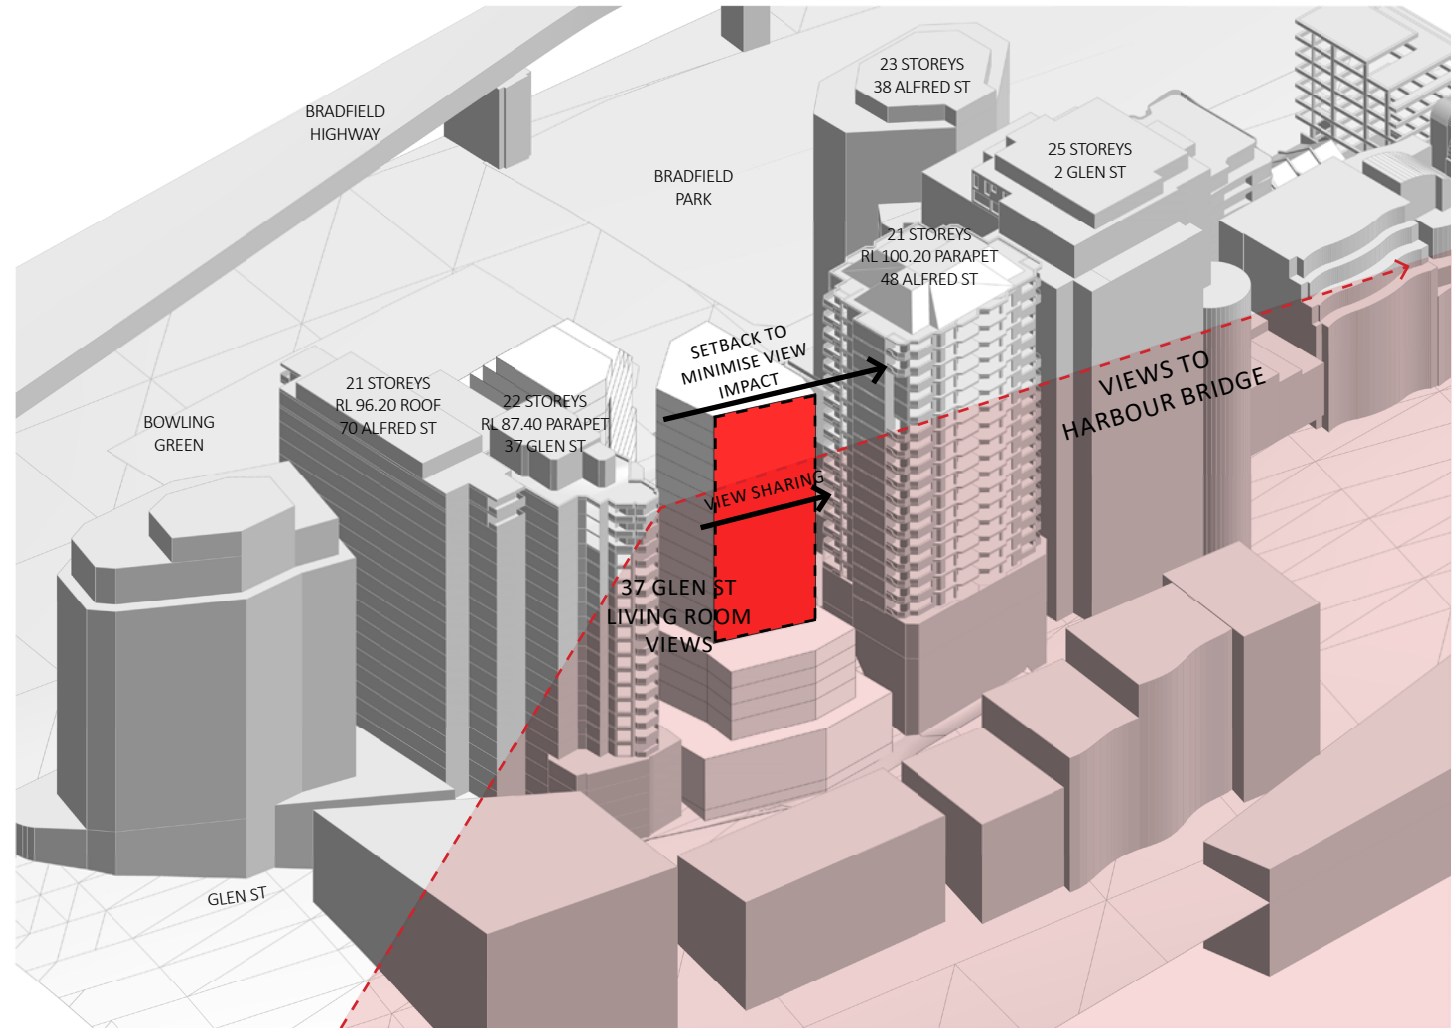 23 STOREYS
38 ALFRED ST
BRADFIELD
HIGHWAY
25 STOREYS
2 GLEN ST
BRADFIELD
PARK
21 STOREYS
RL 100.20 PARAPET
48 ALFRED ST
SETBACK TO
MINIMISE VIEW
IMPACT
VIEWS TO
HARBOUR BRIDGE
21 STOREYS
RL 96.20 ROOF
70 ALFRED ST
22 STOREYS
RL 87.40 PARAPET
37 GLEN ST
BOWLING
GREEN
VIEW SHARING
37 GLEN ST
LIVING ROOM
VIEWS
GLEN ST